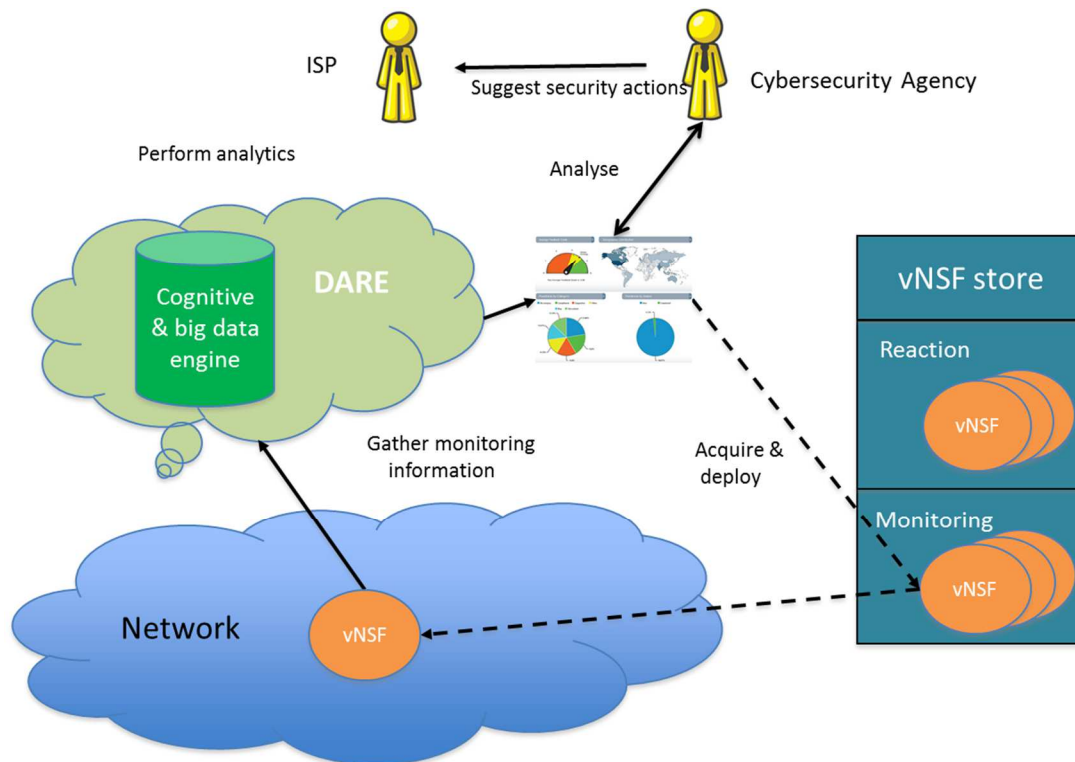 ISP
Suggest security actions
Cybersecurity Agency
Perform analytics
Analyse
DARE
Cognitive
& big data
engine
vNSF store
Reaction
vNSF
Gather monitoring
information
Acquire &
deploy
Monitoring
vNSF
Network
vNSF